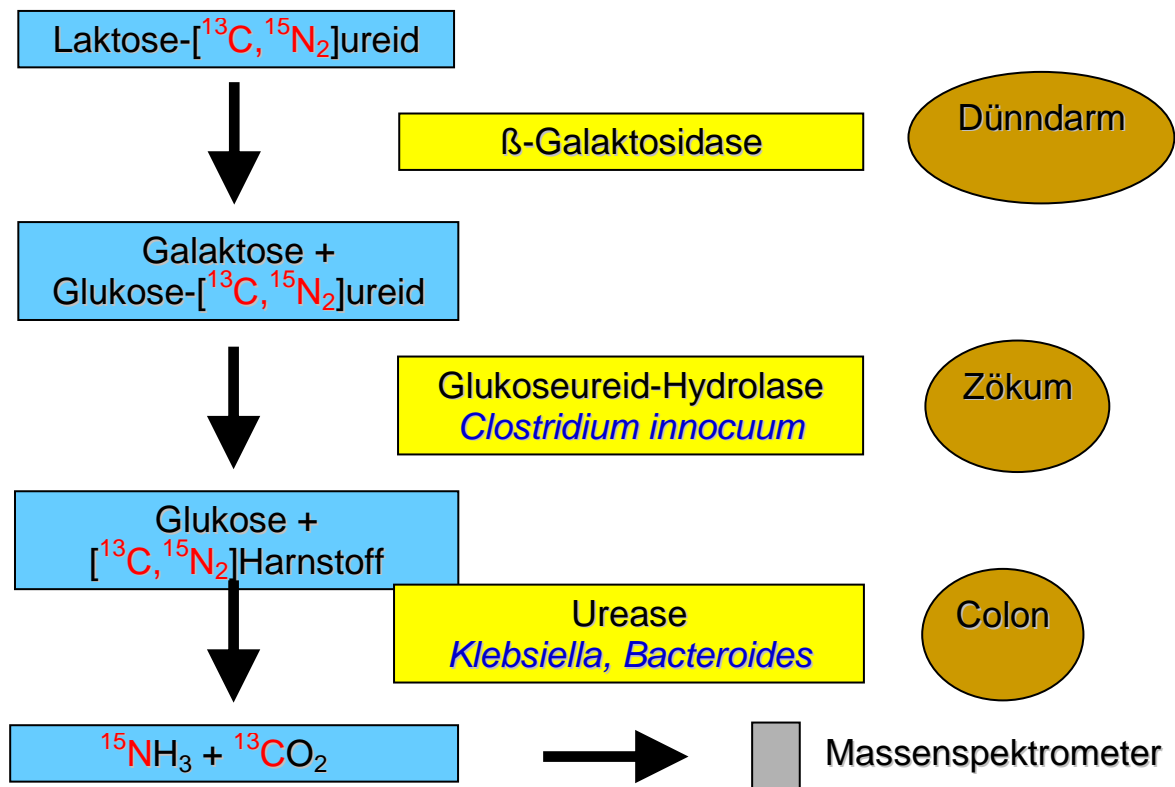 Laktose-[¹³C,¹⁵N₂]ureid
ß-Galaktosidase
Dünndarm
Galaktose +
Glukose-[¹³C,¹⁵N₂]ureid
Glukoseureid-Hydrolase
Clostridium innocuum
Zökum
Glukose +
[¹³C,¹⁵N₂]Harnstoff
Urease
Klebsiella, Bacteroides
Colon
¹⁵NH₃ + ¹³CO₂
Massenspektrometer